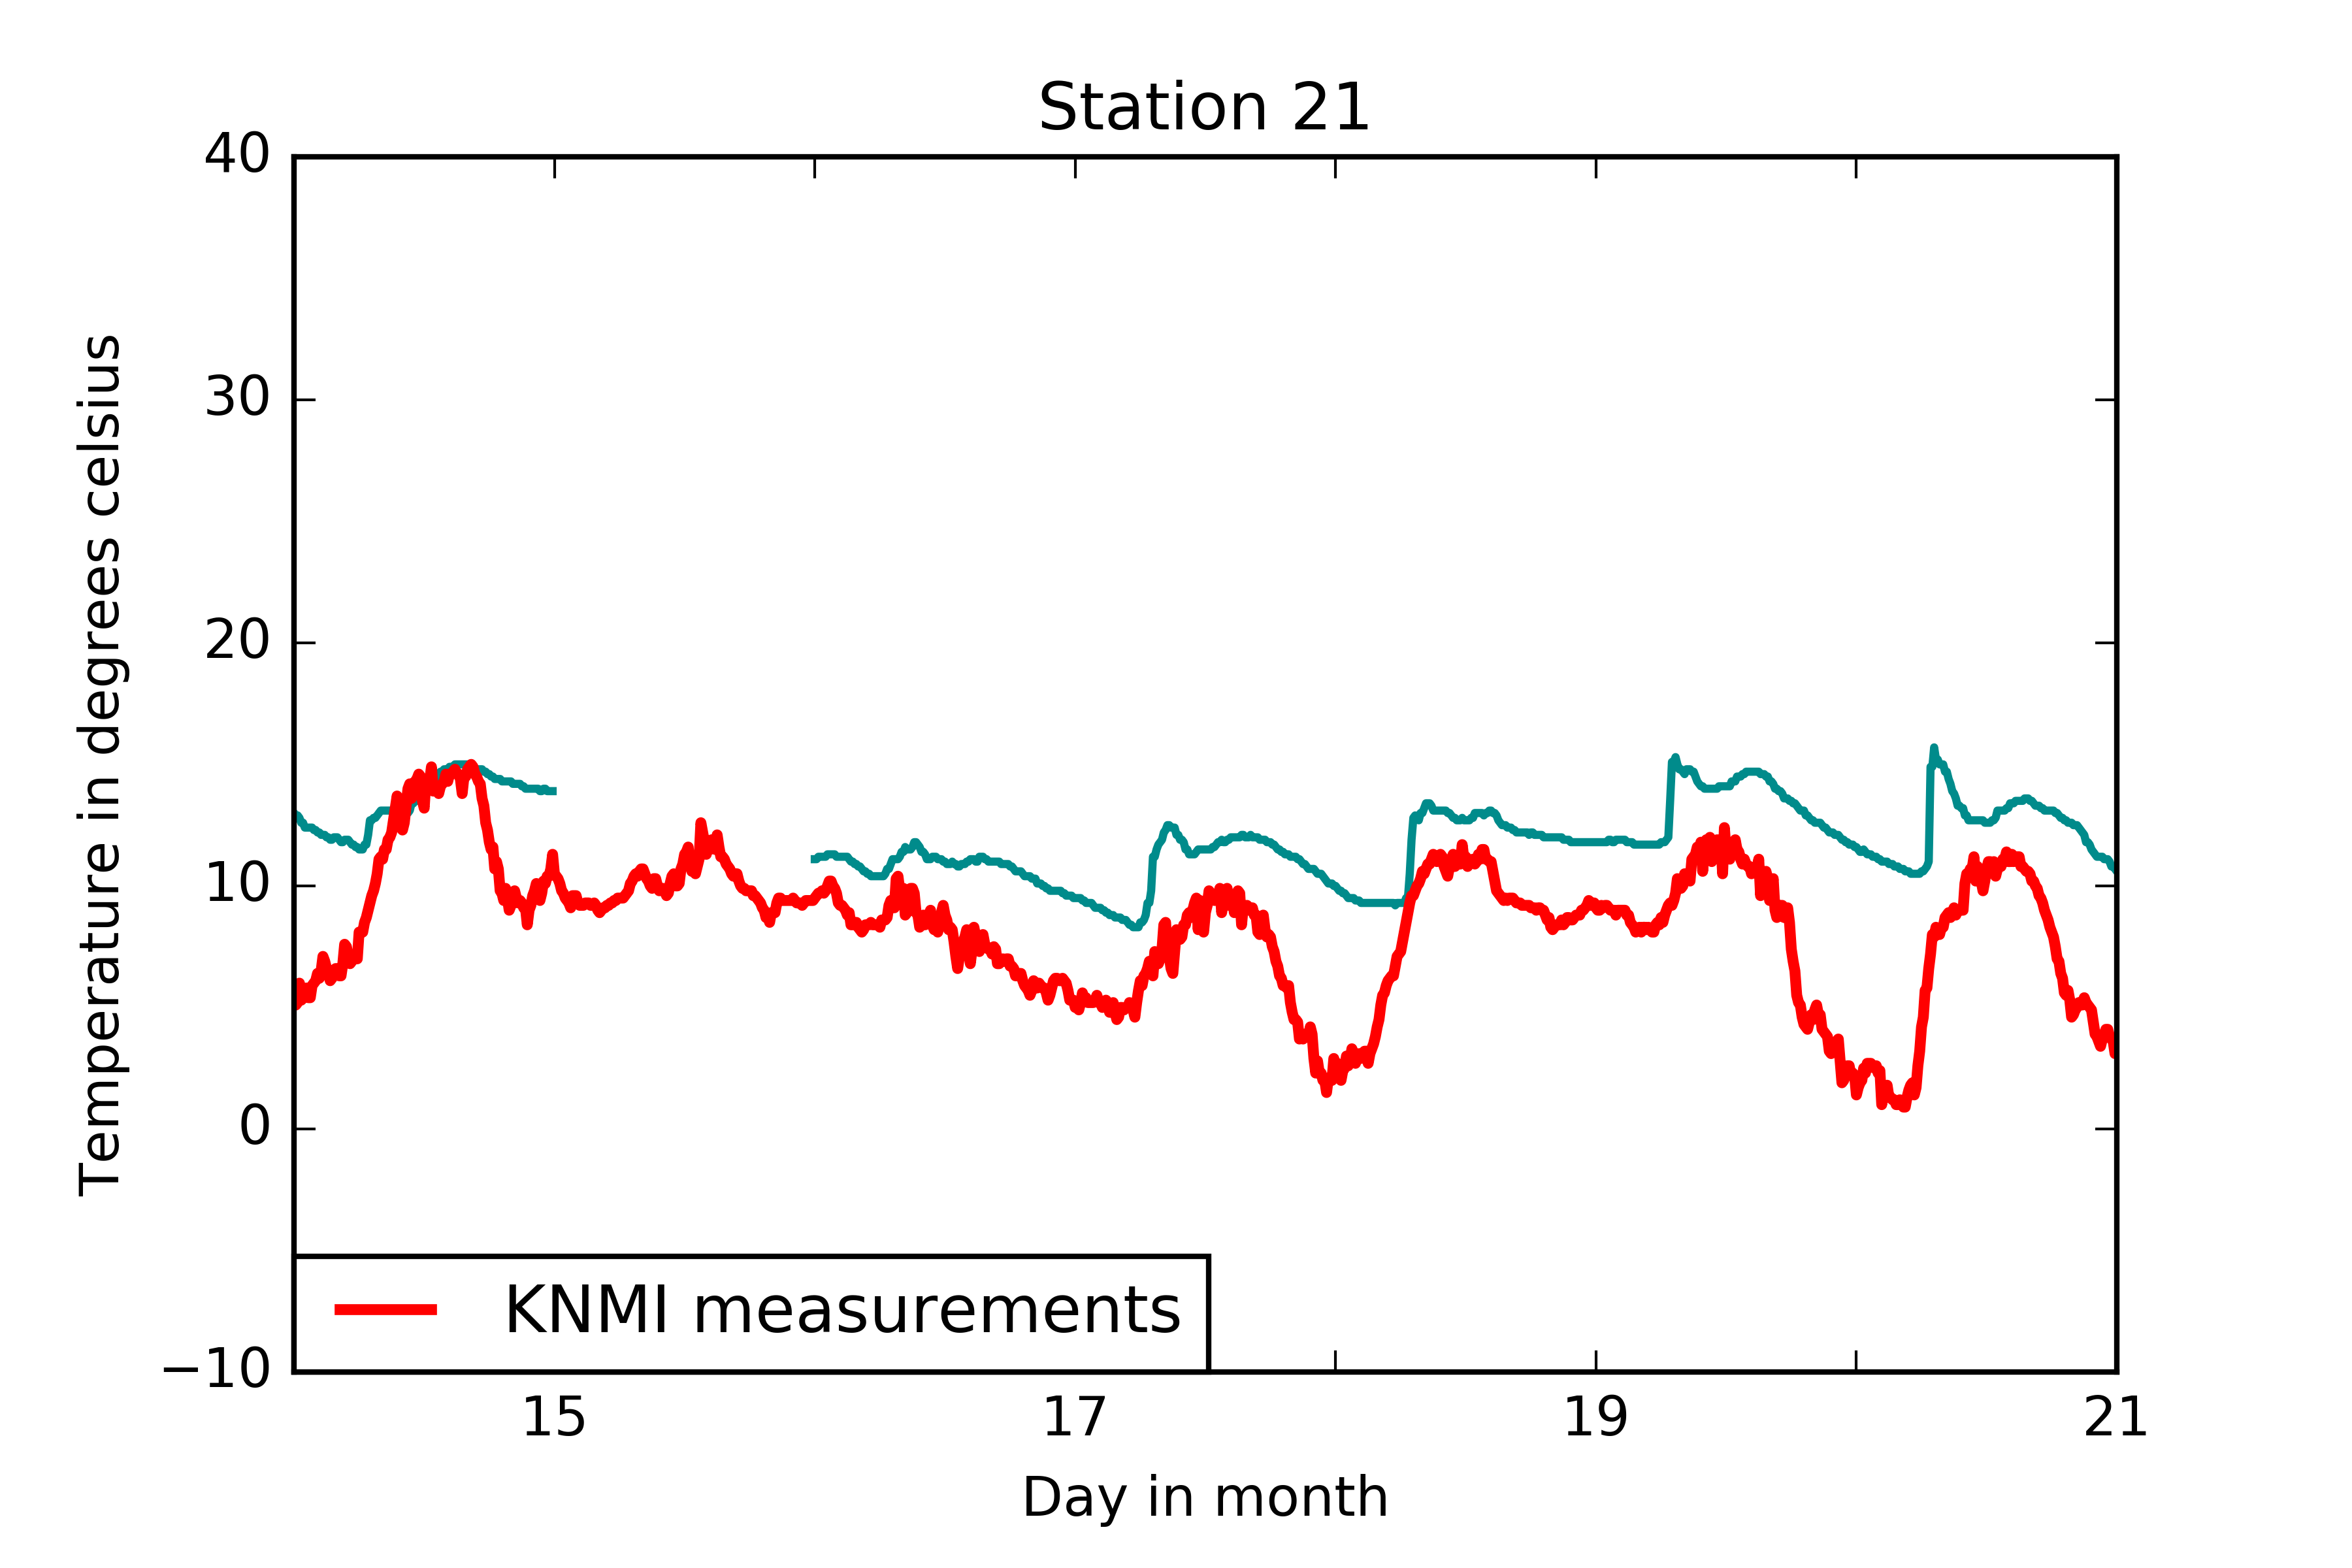 Station 21
40
30
20
10
0
−10
Temperature in degrees celsius
KNMI measurements
15 17 19 21
Day in month